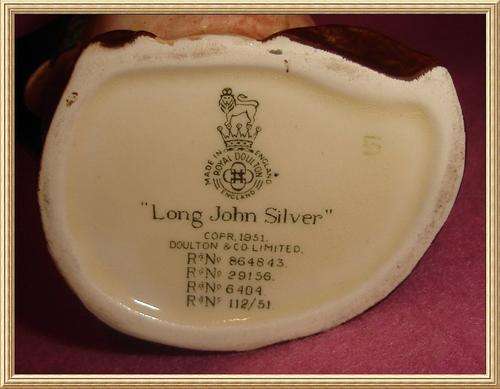 MADE IN ENGLAND
ROYAL DOULTON
ENGLAND
"Long John Silver"
COPR. 1951.
DOULTON & CO LIMITED.
Rᵈ Nº 864843.
Rᵈ Nº 29156.
Rᵈ Nº 6404
Rᵈ Nº 112/51.
5